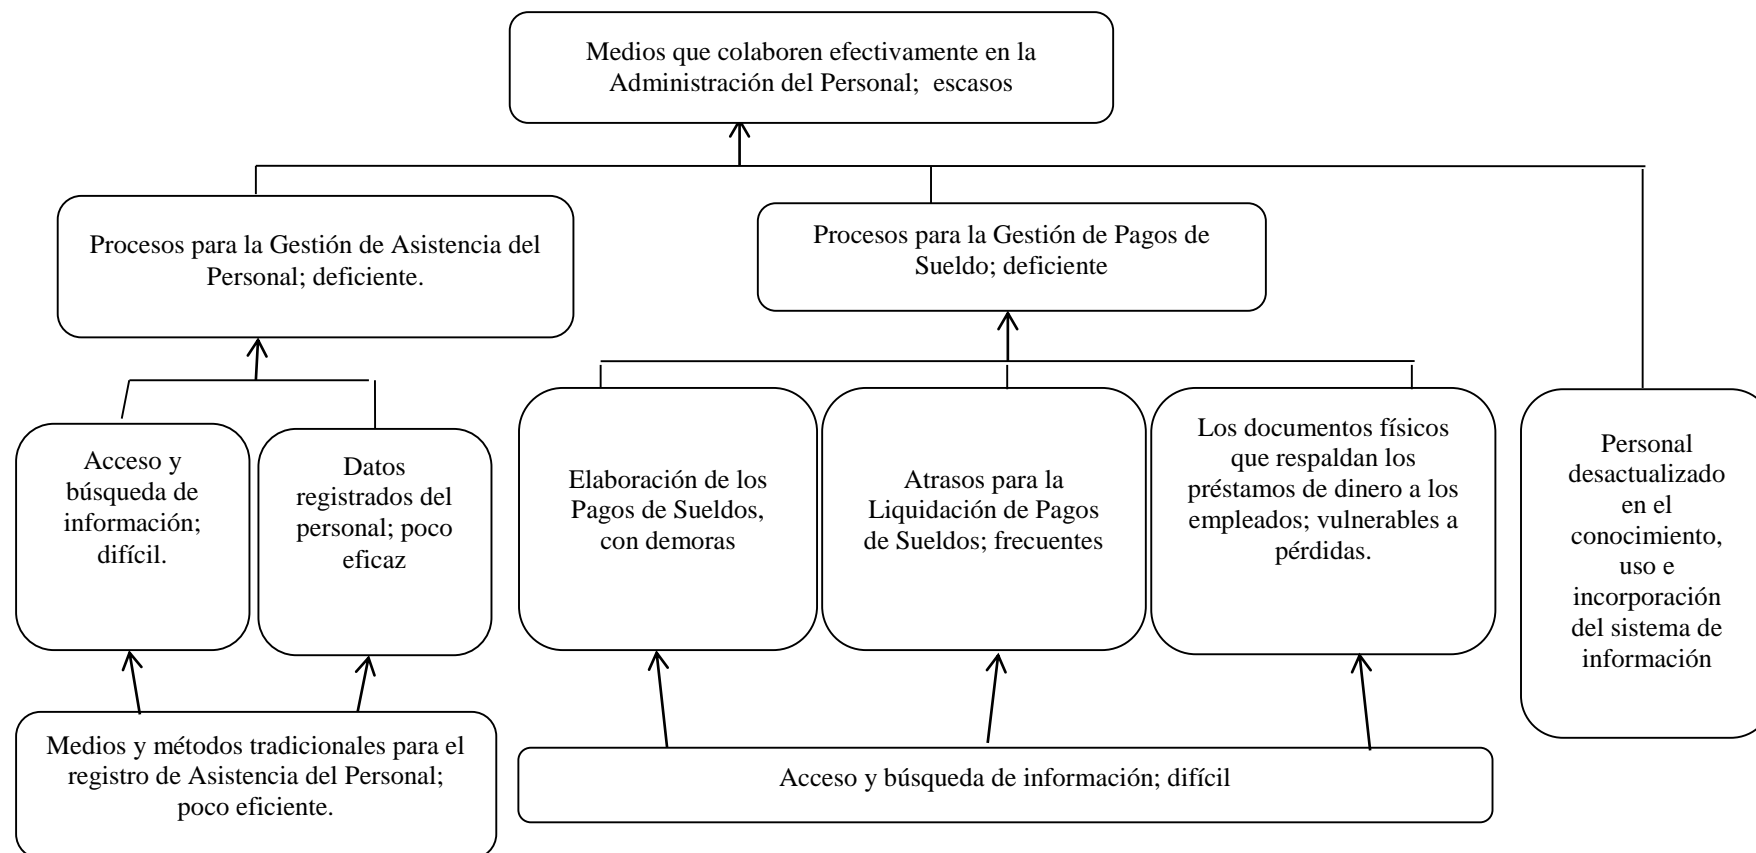 Medios que colaboren efectivamente en la
Administración del Personal;  escasos
Procesos para la Gestión de Asistencia del
Personal; deficiente.
Procesos para la Gestión de Pagos de
Sueldo; deficiente
Acceso y
búsqueda de
información;
difícil.
Datos
registrados del
personal; poco
eficaz
Elaboración de los
Pagos de Sueldos,
con demoras
Atrasos para la
Liquidación de Pagos
de Sueldos; frecuentes
Los documentos físicos
que respaldan los
préstamos de dinero a los
empleados; vulnerables a
pérdidas.
Personal
desactualizado
en el
conocimiento,
uso e
incorporación
del sistema de
información
Medios y métodos tradicionales para el
registro de Asistencia del Personal;
poco eficiente.
Acceso y búsqueda de información; difícil